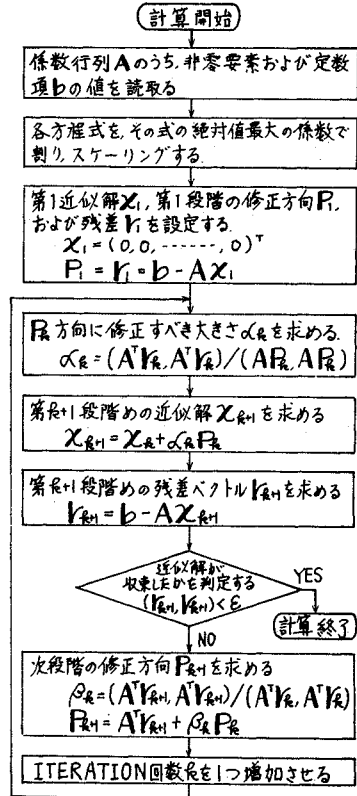 計算開始
係数行列Aのうち,非零要素および定数
項bの値を読取る
各方程式を,その式の絶対値最大の係数で
割り,スケーリングする.
第1近似解x₁,第1段階の修正方向P₁,
および残差r₁を設定する.
x₁=(0,0,------,0)ᵀ
P₁=r₁=b-Ax₁
Pₖ方向に修正すべき大きさαₖを求める.
αₖ=(Aᵀrₖ,Aᵀrₖ)/(APₖ,APₖ)
第k+1段階めの近似解xₖ₊₁を求める
xₖ₊₁=xₖ+αₖPₖ
第k+1段階めの残差ベクトルrₖ₊₁を求める
rₖ₊₁=b-Axₖ₊₁
近似解が
収束したかを判定する
(rₖ₊₁,rₖ₊₁)<ε
YES
計算終了
NO
次段階の修正方向Pₖ₊₁を求める
βₖ=(Aᵀrₖ₊₁,Aᵀrₖ₊₁)/(Aᵀrₖ,Aᵀrₖ)
Pₖ₊₁=Aᵀrₖ₊₁+βₖPₖ
ITERATION回数kを1つ増加させる